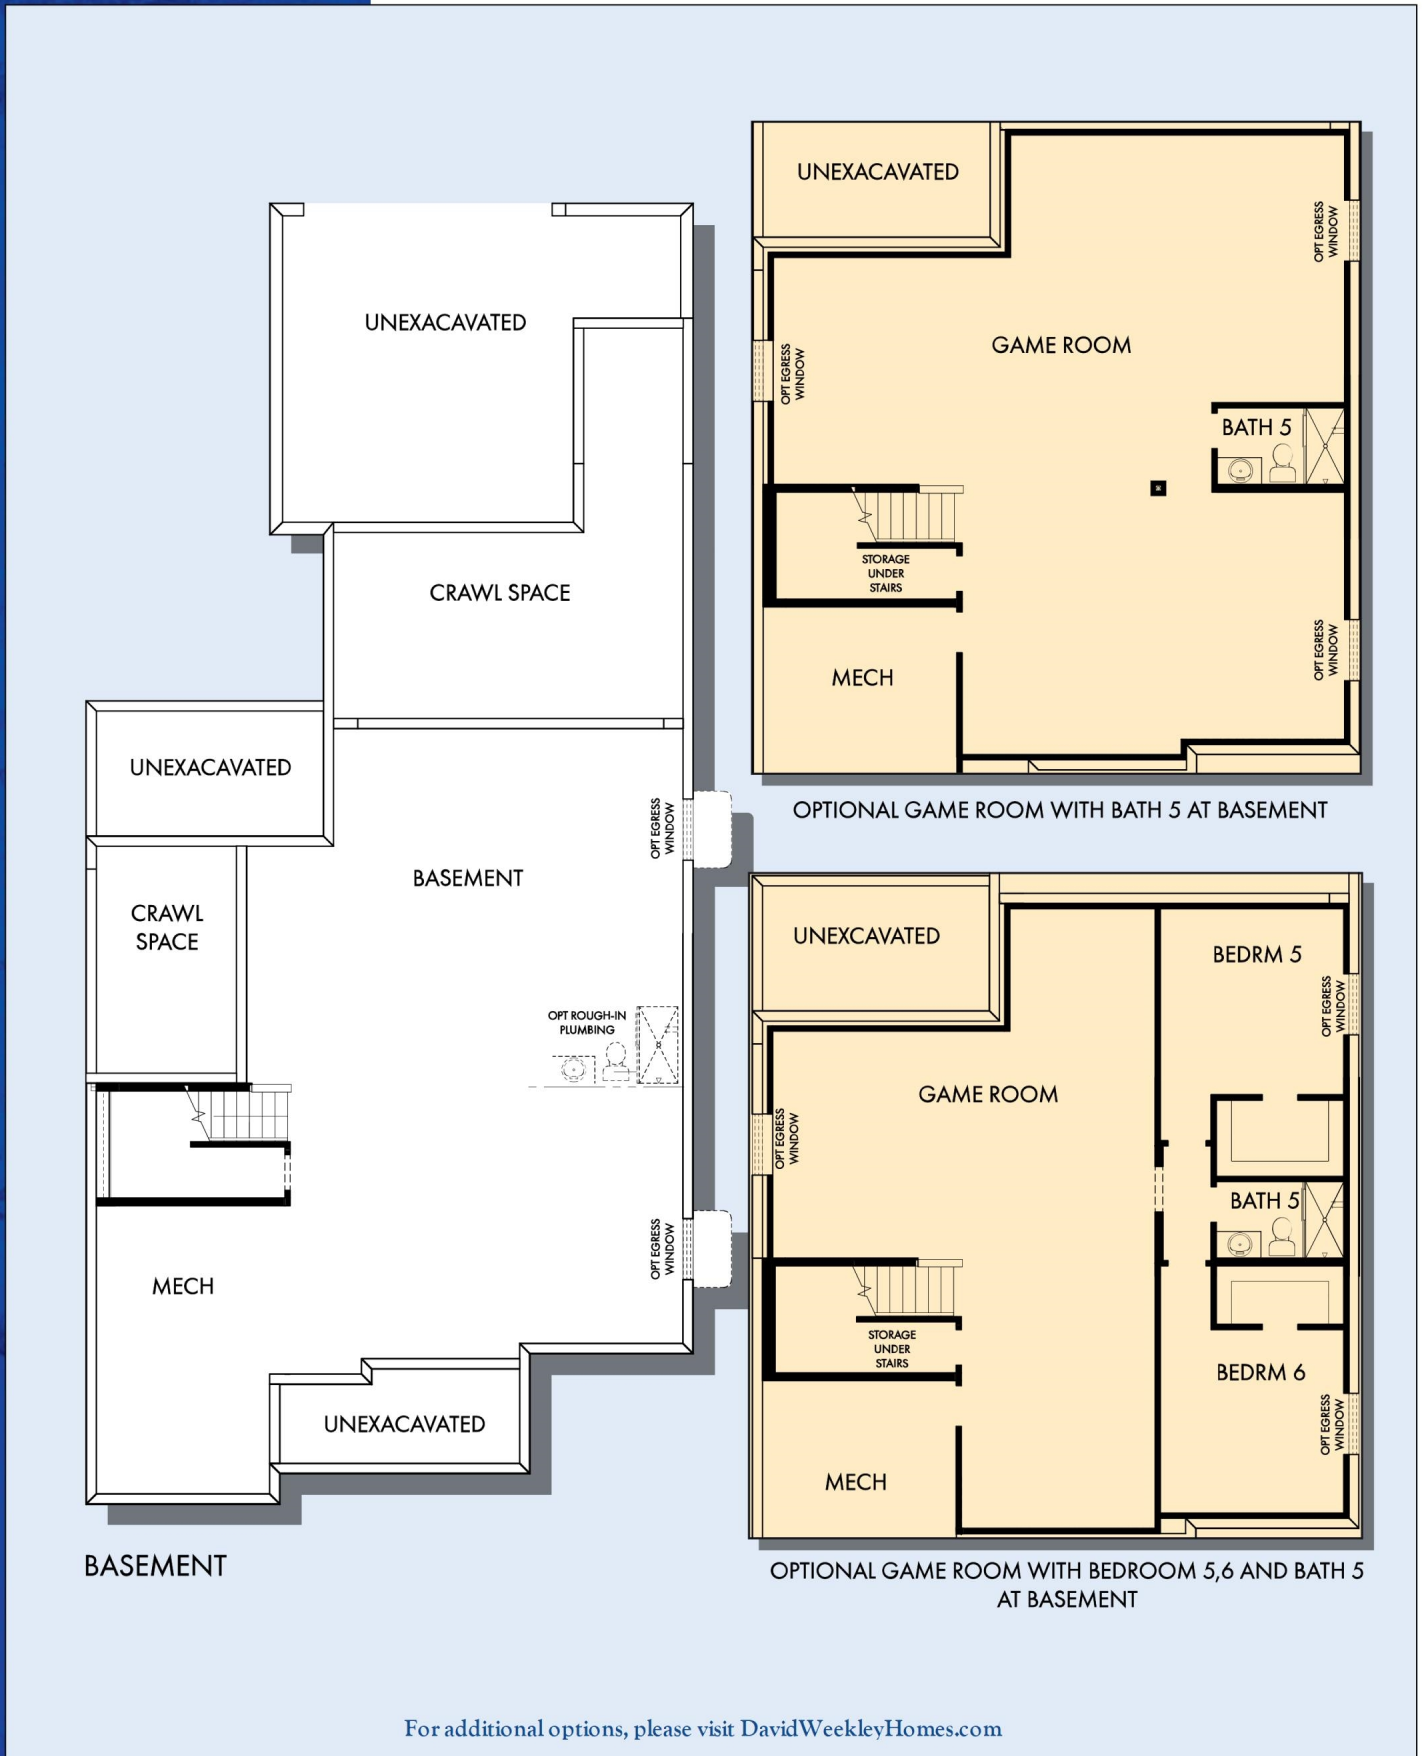 UNEXACAVATED
CRAWL SPACE
UNEXACAVATED
BASEMENT
OPT EGRESS
WINDOW
CRAWL
SPACE
OPT ROUGH-IN
PLUMBING
OPT EGRESS
WINDOW
MECH
UNEXACAVATED
BASEMENT
UNEXACAVATED
OPT EGRESS
WINDOW
GAME ROOM
OPT EGRESS
WINDOW
BATH 5
STORAGE
UNDER
STAIRS
OPT EGRESS
WINDOW
MECH
OPTIONAL GAME ROOM WITH BATH 5 AT BASEMENT
UNEXCAVATED
BEDRM 5
OPT EGRESS
WINDOW
GAME ROOM
OPT EGRESS
WINDOW
BATH 5
STORAGE
UNDER
STAIRS
BEDRM 6
OPT EGRESS
WINDOW
MECH
OPTIONAL GAME ROOM WITH BEDROOM 5,6 AND BATH 5
AT BASEMENT
For additional options, please visit DavidWeekleyHomes.com